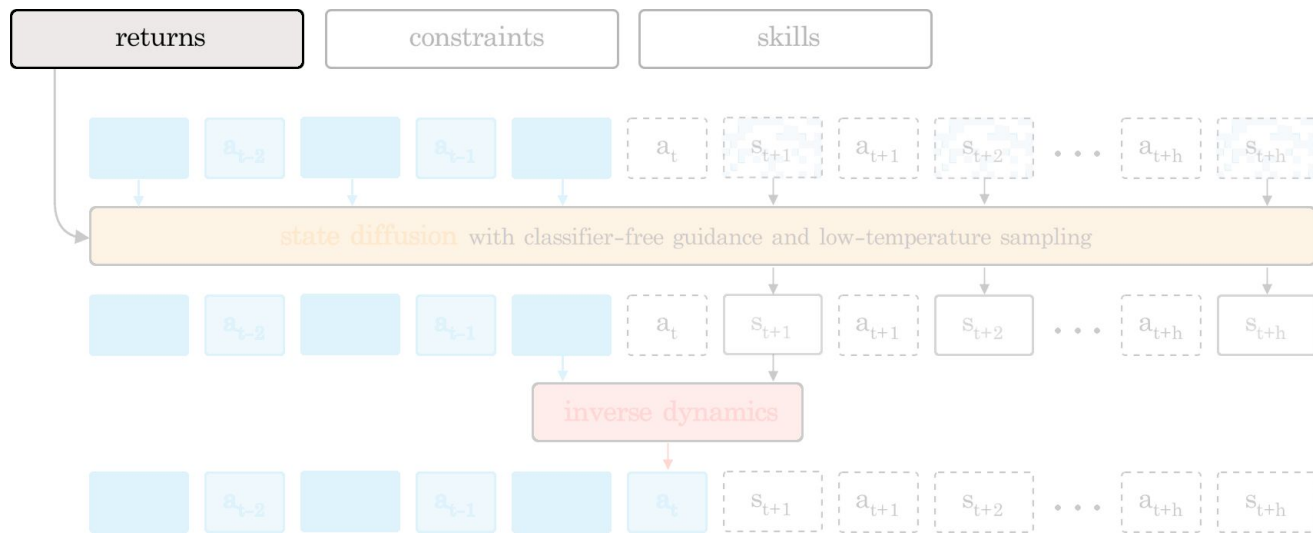 returns constraints skills
a_{t-2} a_{t-1} a_t s_{t+1} a_{t+1} s_{t+2} ... a_{t+h} s_{t+h}
state diffusion with classifier-free guidance and low-temperature sampling
a_{t-2} a_{t-1} a_t s_{t+1} a_{t+1} s_{t+2} ... a_{t+h} s_{t+h}
inverse dynamics
a_{t-2} a_{t-1} a_t s_{t+1} a_{t+1} s_{t+2} ... a_{t+h} s_{t+h}